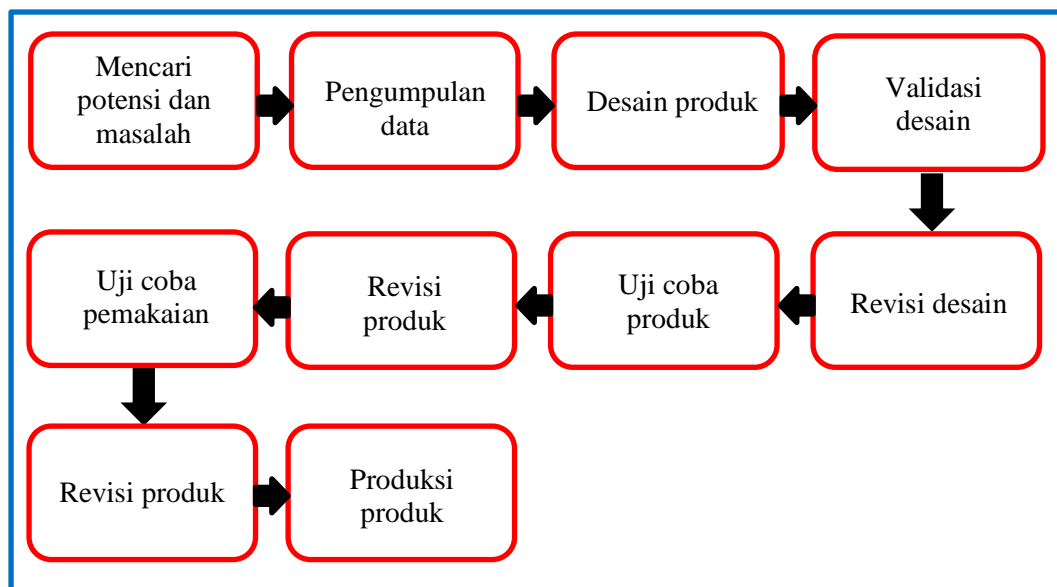 Mencari
potensi dan
masalah
Pengumpulan
data
Desain produk
Validasi
desain
Revisi desain
Uji coba
produk
Revisi
produk
Uji coba
pemakaian
Revisi produk
Produksi
produk